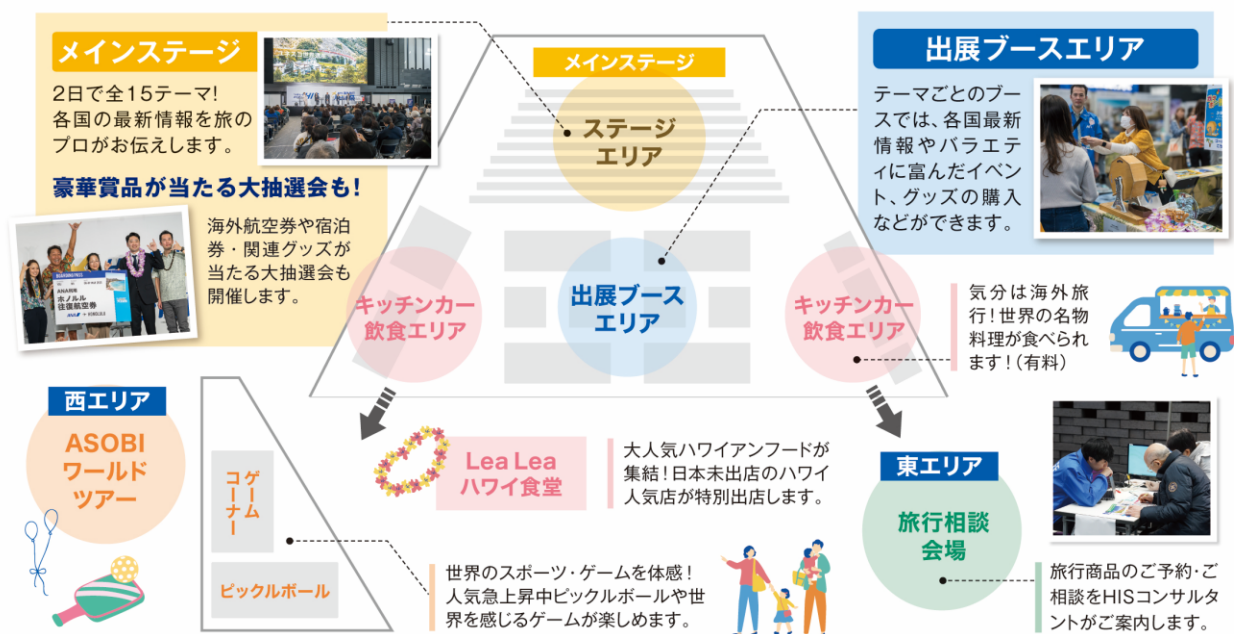 メインステージ
2日で全15テーマ!
各国の最新情報を旅の
プロがお伝えします。
豪華賞品が当たる大抽選会も!
海外航空券や宿泊
券・関連グッズが
当たる大抽選会も
開催します。
ホノルル
往復航空券
メインステージ
ステージ
エリア
出展ブースエリア
テーマごとのブー
スでは、各国最新
情報やバラエティ
ィに富んだイベン
ト、グッズの購入
などができます。
キッチンカー
飲食エリア
出展ブース
エリア
キッチンカー
飲食エリア
気分は海外旅
行!世界の名物
料理が食べられ
ます!(有料)
西エリア
ASOBI
ワールド
ツアー
ゲーム
コーナー
ピックルボール
Lea Lea
ハワイ食堂
大人気ハワイアンフードが
集結!日本未出店のハワイ
人気店が特別出店します。
世界のスポーツ・ゲームを体感!
人気急上昇中ピックルボールや世
界を感じるゲームが楽しめます。
東エリア
旅行相談
会場
旅行商品のご予約・ご
相談をHISコンサルタ
ントがご案内します。